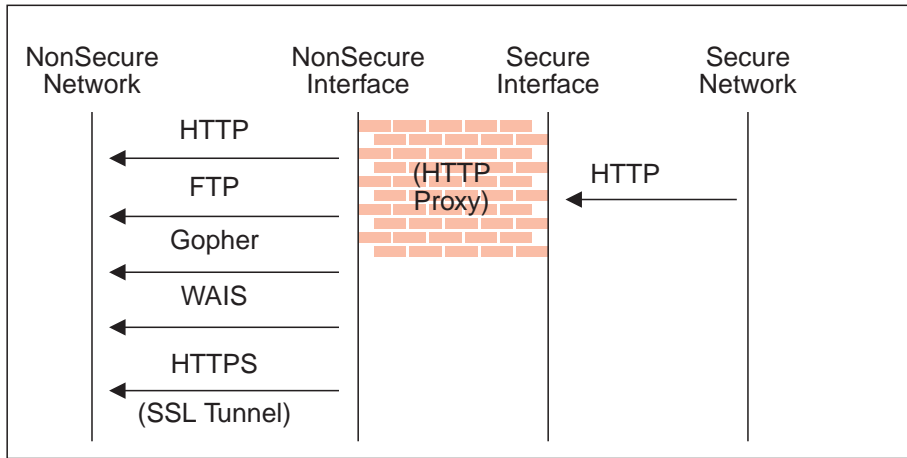 NonSecure
Network
NonSecure
Interface
Secure
Interface
Secure
Network
HTTP
FTP
Gopher
WAIS
HTTPS
(SSL Tunnel)
(HTTP
Proxy)
HTTP